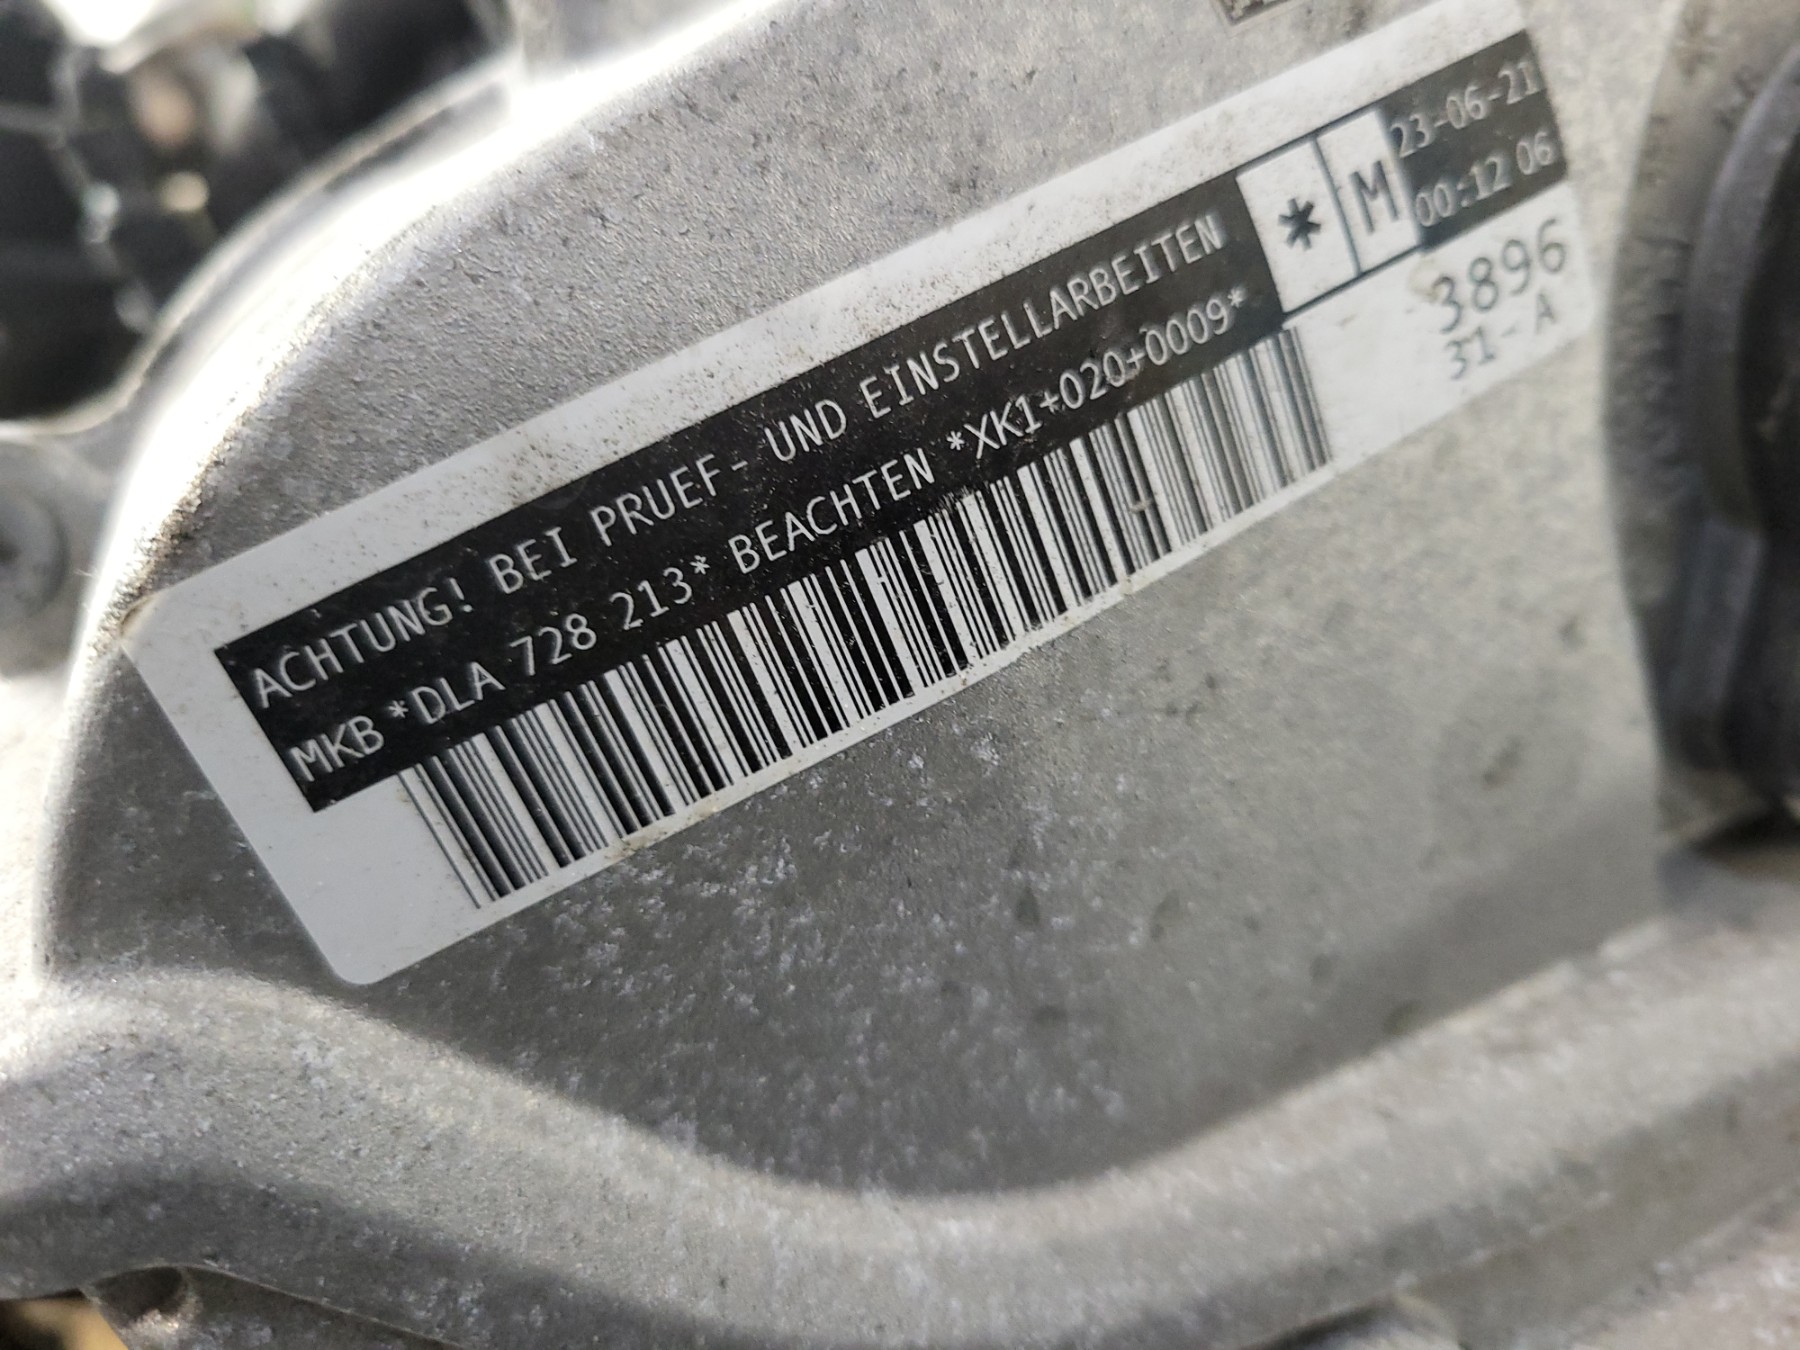 ACHTUNG! BEI PRUEF- UND EINSTELLARBEITEN
MKB *DLA 728 213* BEACHTEN *XK1+020+0009*
* M
23-06-21
00:12 06
3896
31-A